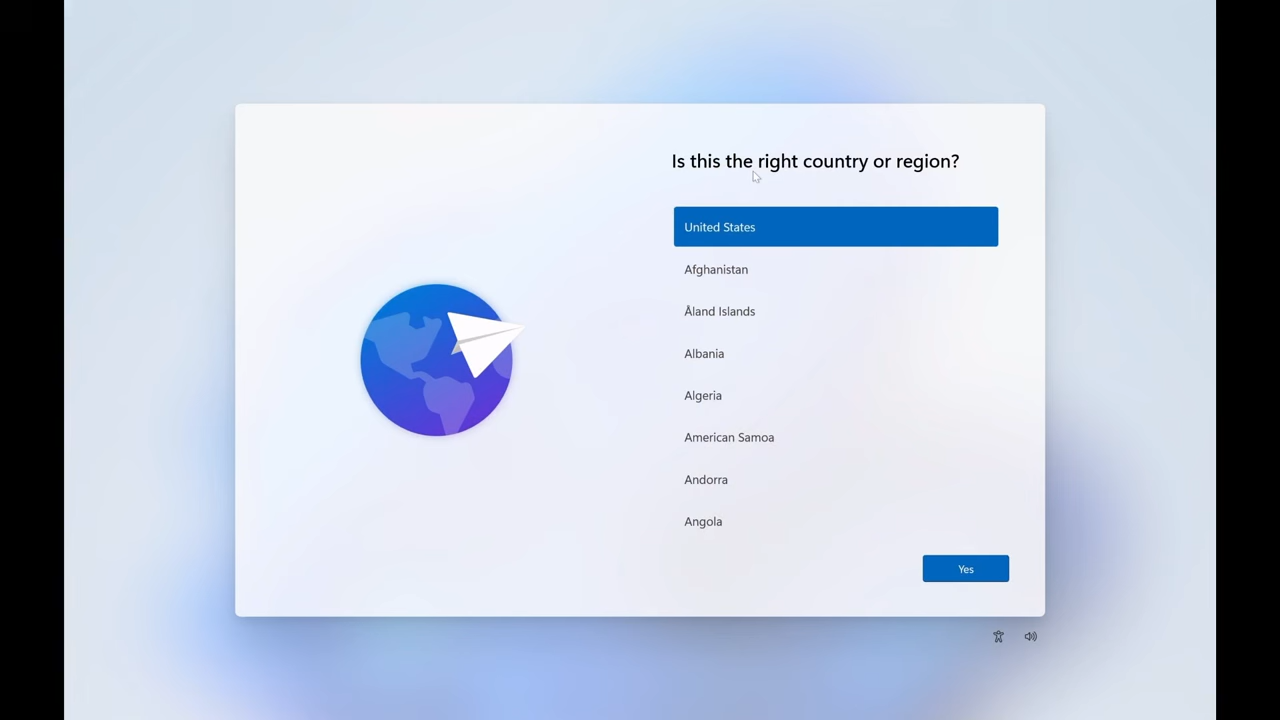 Is this the right country or region?
United States
Afghanistan
Åland Islands
Albania
Algeria
American Samoa
Andorra
Angola
Yes